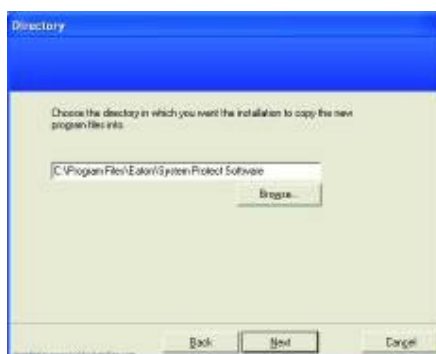 Directory
Choose the directory in which you want the installation to copy the new
program files into.
C:\Program Files\Eaton\System Protect Software
Browse...
Back
Next
Cancel